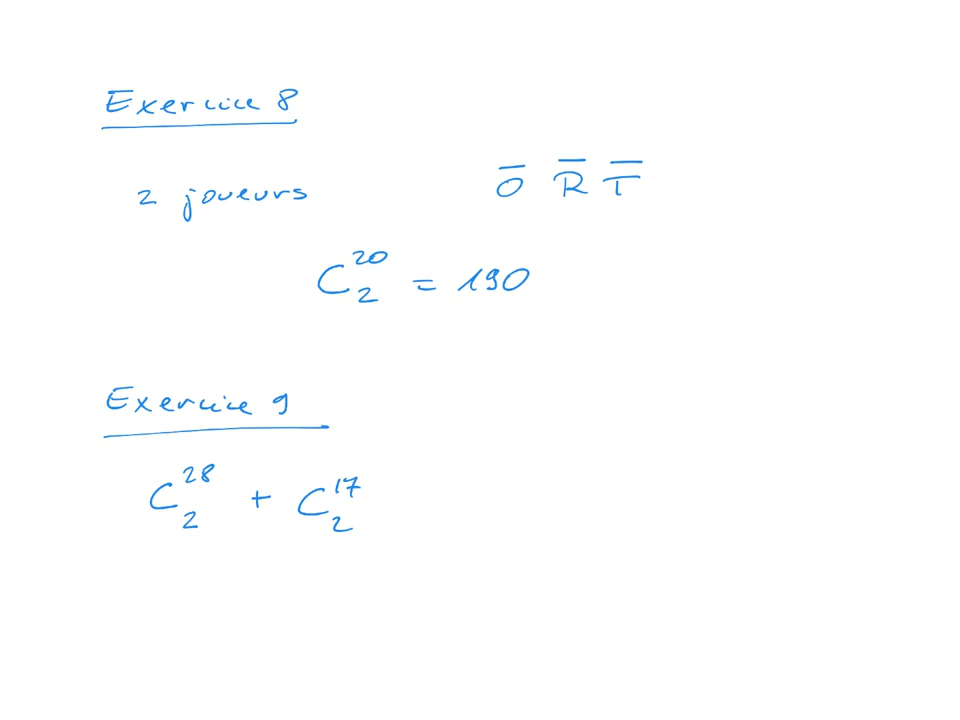 Exercice 8
2 joueurs O̅ R̅ T̅
C₂²⁰ = 190
Exercice 9
C₂²⁸ + C₂¹⁷